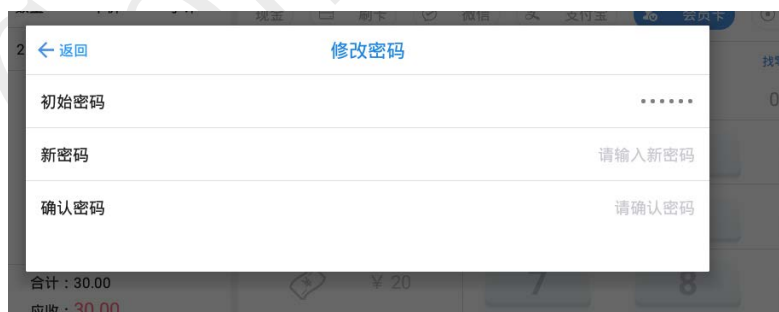 现金 刷卡 微信 支付宝 会员卡
2
← 返回 修改密码
初始密码 ••••••
新密码 请输入新密码
确认密码 请确认密码
合计：30.00 ¥ 20 7 8
应收：30.00